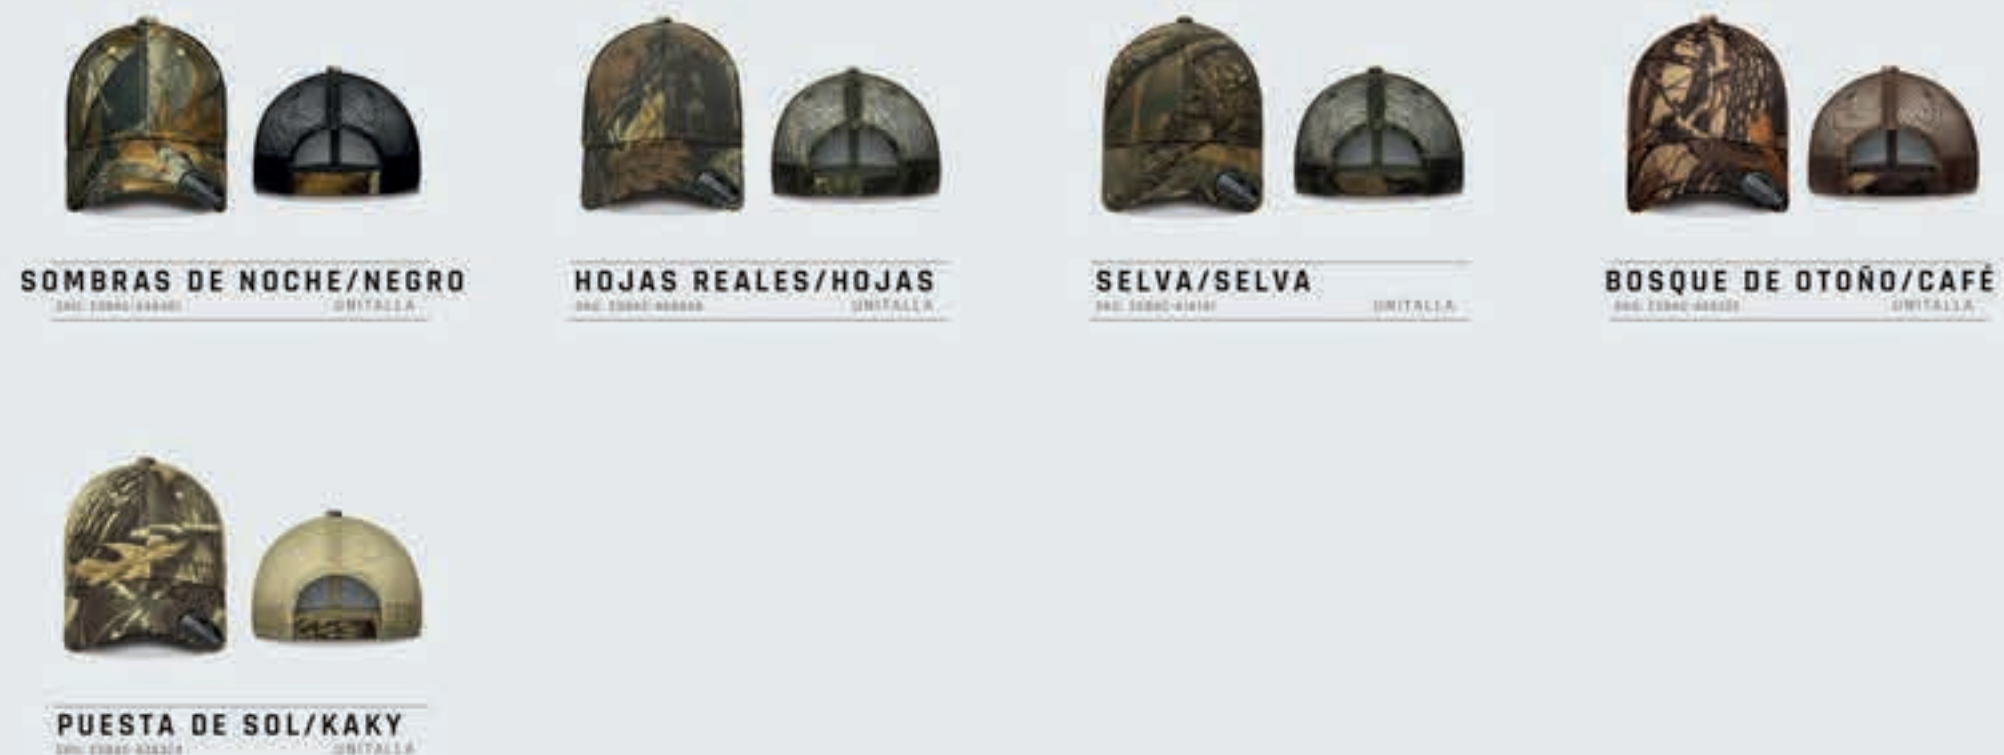 SOMBRAS DE NOCHE/NEGRO
UNITALLA
HOJAS REALES/HOJAS
UNITALLA
SELVA/SELVA
UNITALLA
BOSQUE DE OTOÑO/CAFÉ
UNITALLA
PUESTA DE SOL/KAKY
UNITALLA